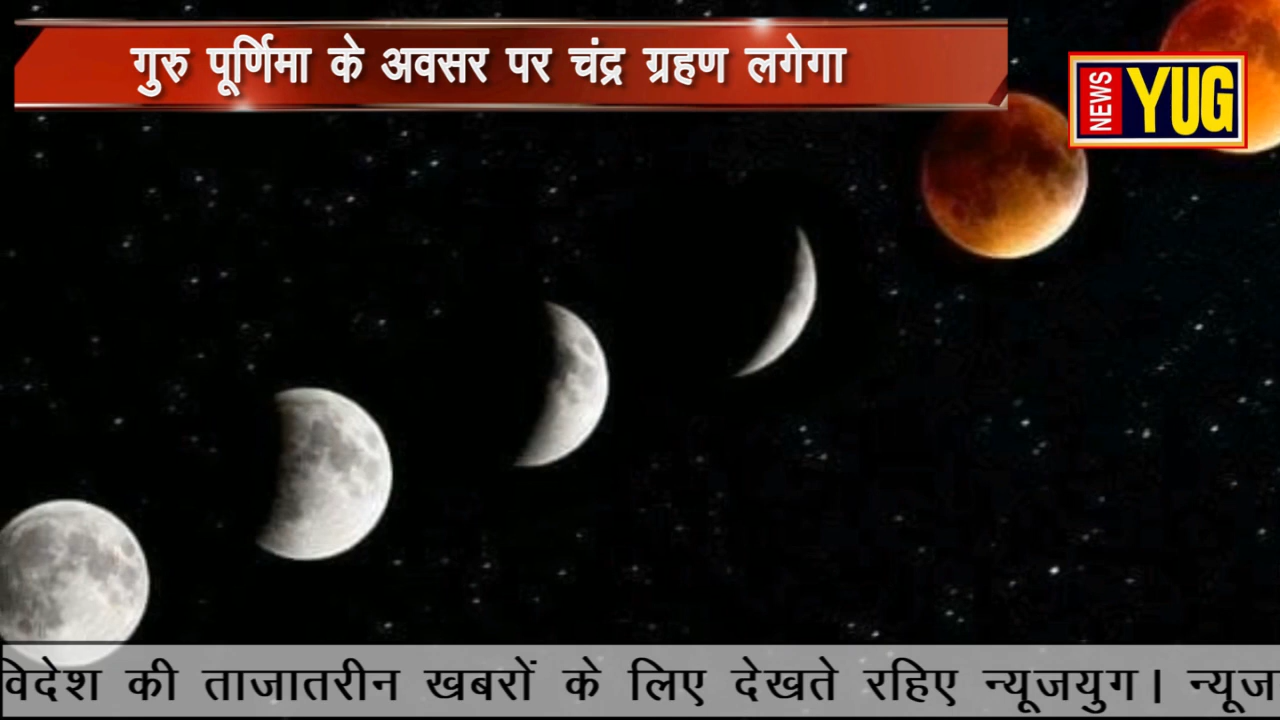 गुरु पूर्णिमा के अवसर पर चंद्र ग्रहण लगेगा
NEWS YUG
विदेश की ताजातरीन खबरों के लिए देखते रहिए न्यूजयुग। न्यूज